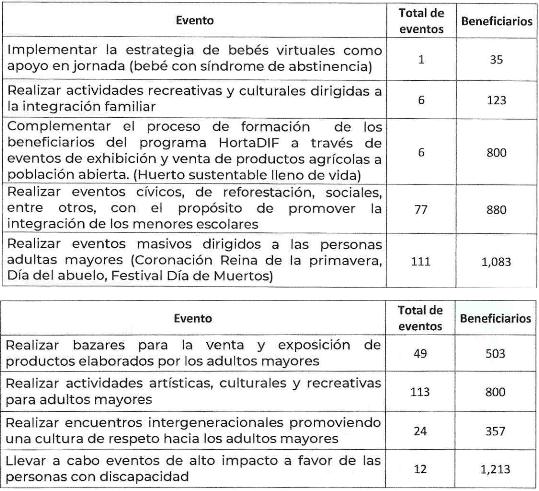 Evento
Total de
eventos
Beneficiarios
Implementar la estrategia de bebés virtuales como
apoyo en jornada (bebé con síndrome de abstinencia)
1
35
Realizar actividades recreativas y culturales dirigidas a
la integración familiar
6
123
Complementar el proceso de formación de los
beneficiarios del programa HortaDIF a través de
eventos de exhibición y venta de productos agrícolas a
población abierta. (Huerto sustentable lleno de vida)
6
800
Realizar eventos cívicos, de reforestación, sociales,
entre otros, con el propósito de promover la
integración de los menores escolares
77
880
Realizar eventos masivos dirigidos a las personas
adultas mayores (Coronación Reina de la primavera,
Día del abuelo, Festival Día de Muertos)
111
1,083
Evento
Total de
eventos
Beneficiarios
Realizar bazares para la venta y exposición de
productos elaborados por los adultos mayores
49
503
Realizar actividades artísticas, culturales y recreativas
para adultos mayores
113
800
Realizar encuentros intergeneracionales promoviendo
una cultura de respeto hacia los adultos mayores
24
357
Llevar a cabo eventos de alto impacto a favor de las
personas con discapacidad
12
1,213